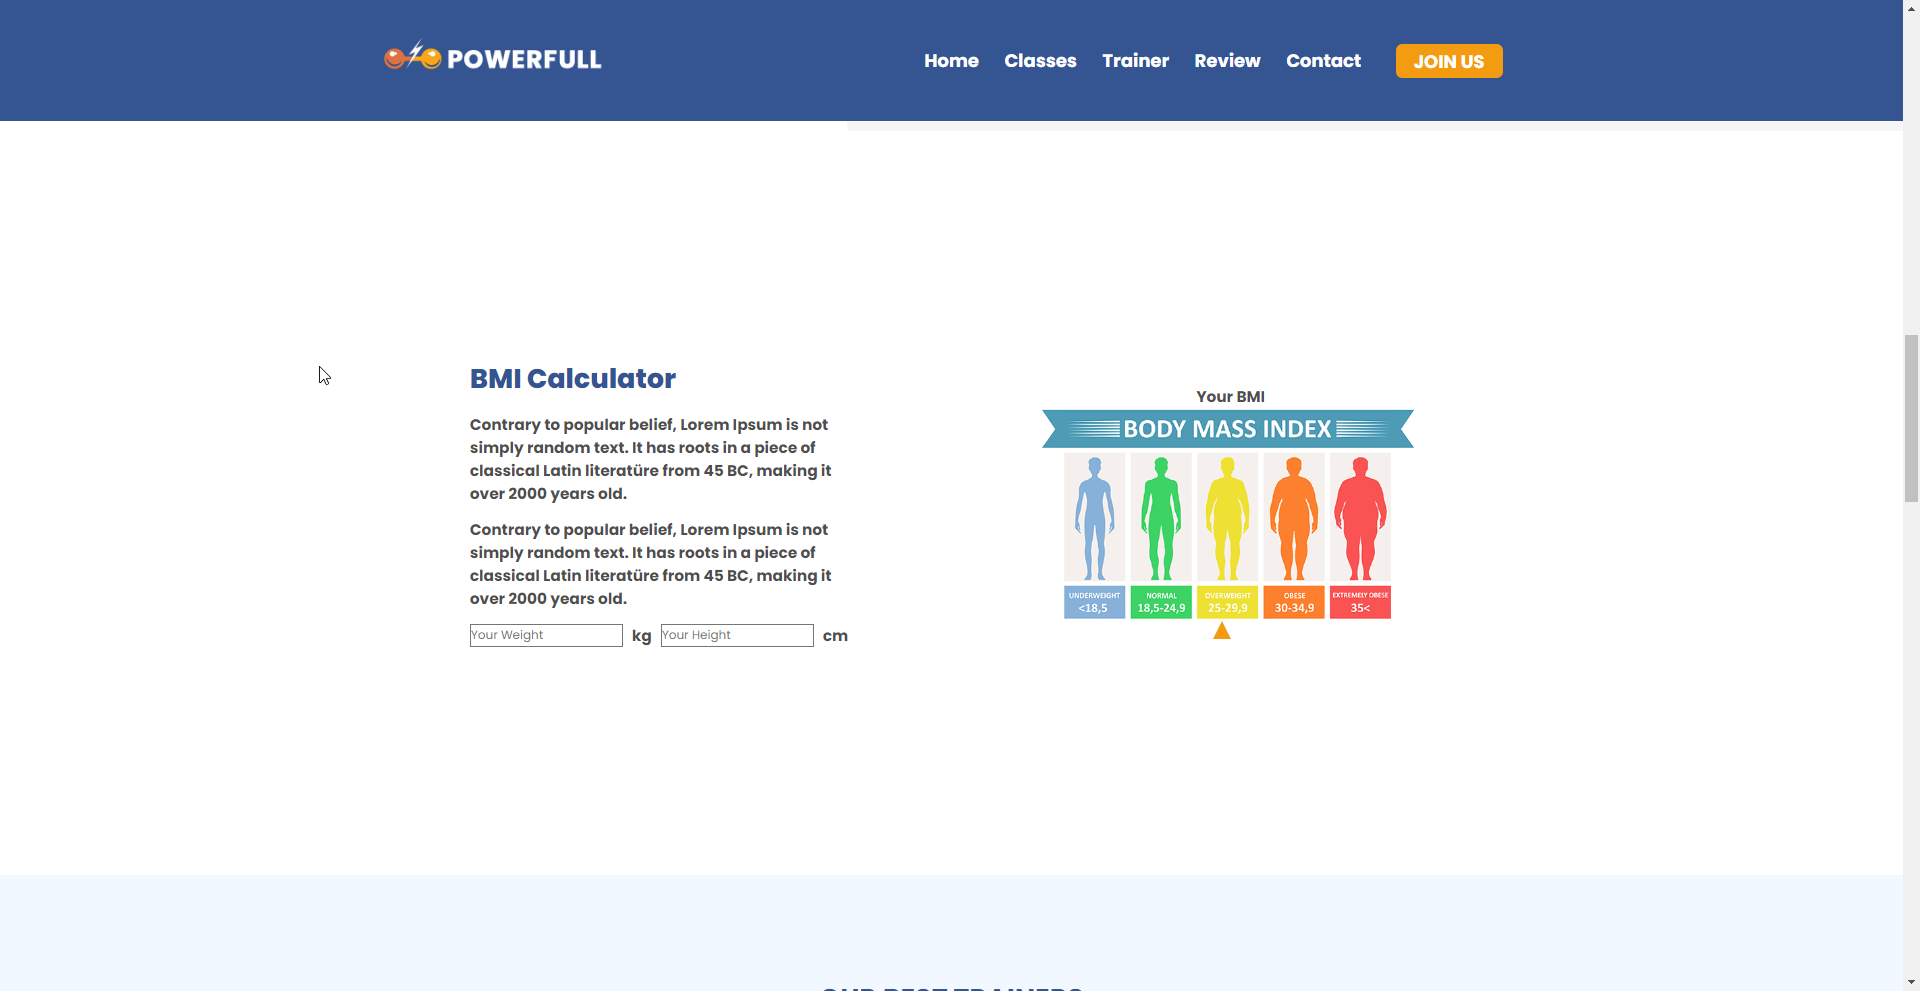 POWERFULL
Home Classes Trainer Review Contact JOIN US
BMI Calculator
Contrary to popular belief, Lorem Ipsum is not
simply random text. It has roots in a piece of
classical Latin literatüre from 45 BC, making it
over 2000 years old.
Contrary to popular belief, Lorem Ipsum is not
simply random text. It has roots in a piece of
classical Latin literatüre from 45 BC, making it
over 2000 years old.
Your Weight kg Your Height cm
Your BMI
BODY MASS INDEX
UNDERWEIGHT NORMAL OVERWEIGHT OBESE EXTREMELY OBESE
<18,5 18,5-24,9 25-29,9 30-34,9 35<
OUR BEST TRAINERS